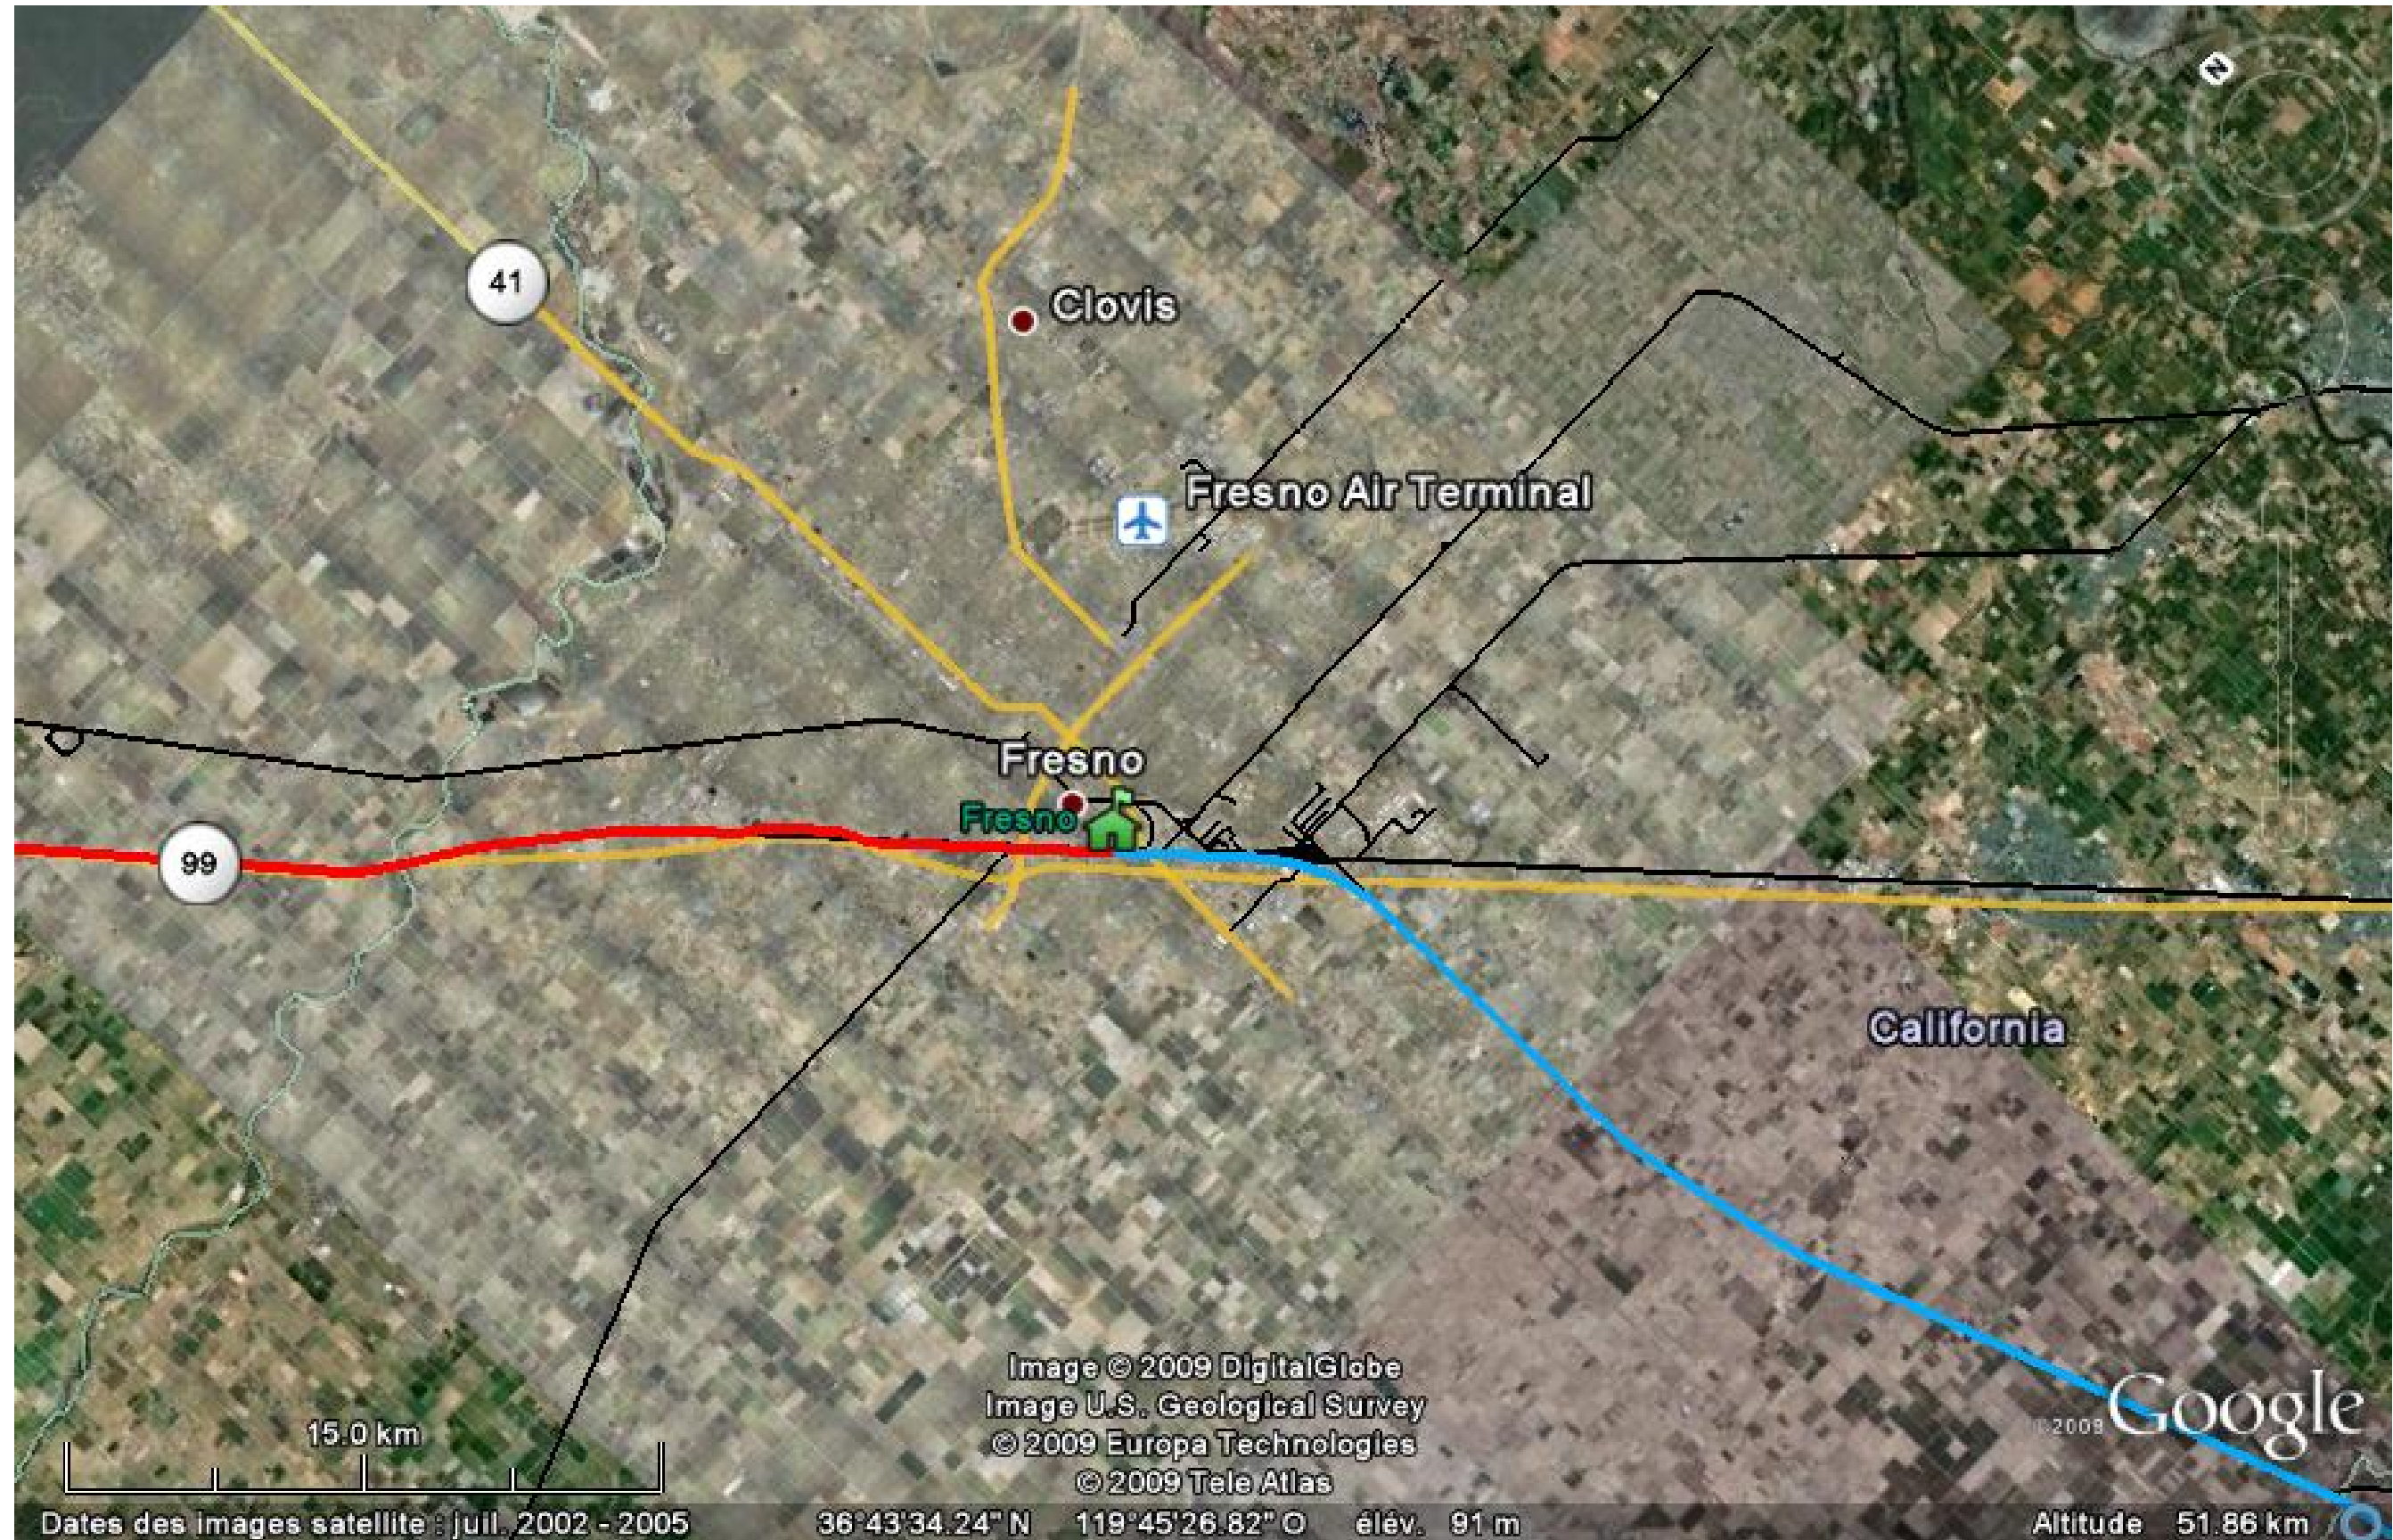 N
41
Clovis
Fresno Air Terminal
Fresno
Fresno
99
California
Image © 2009 DigitalGlobe
Image U.S. Geological Survey
© 2009 Europa Technologies
© 2009 Tele Atlas
15.0 km
©2009 Google
Dates des images satellite : juil. 2002 - 2005 36°43'34.24" N 119°45'26.82" O élév. 91 m Altitude 51.86 km